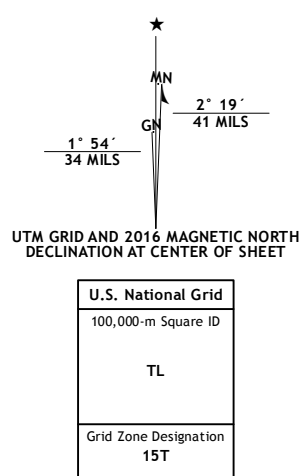 MN
2° 19´
41 MILS
GN
1° 54´
34 MILS
UTM GRID AND 2016 MAGNETIC NORTH
DECLINATION AT CENTER OF SHEET
U.S. National Grid
100,000-m Square ID
TL
Grid Zone Designation
15T